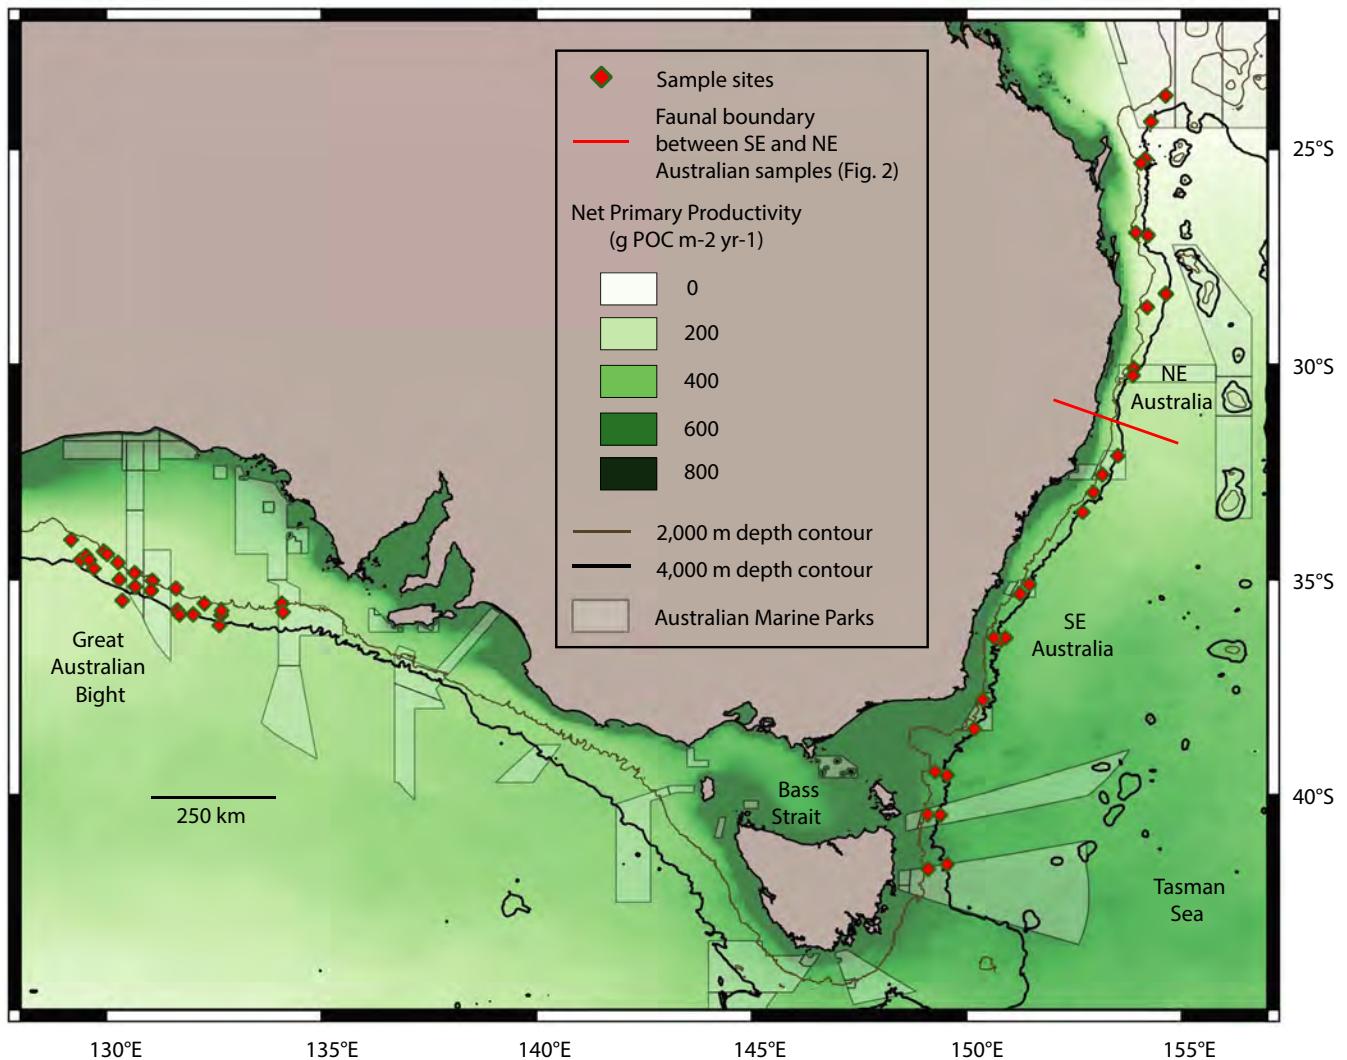 Sample sites
Faunal boundary
between SE and NE
Australian samples (Fig. 2)
Net Primary Productivity
(g POC m-2 yr-1)
0
200
400
600
800
2,000 m depth contour
4,000 m depth contour
Australian Marine Parks
NE
Australia
SE
Australia
Great
Australian
Bight
250 km
Bass
Strait
Tasman
Sea
25°S
30°S
35°S
40°S
130°E
135°E
140°E
145°E
150°E
155°E